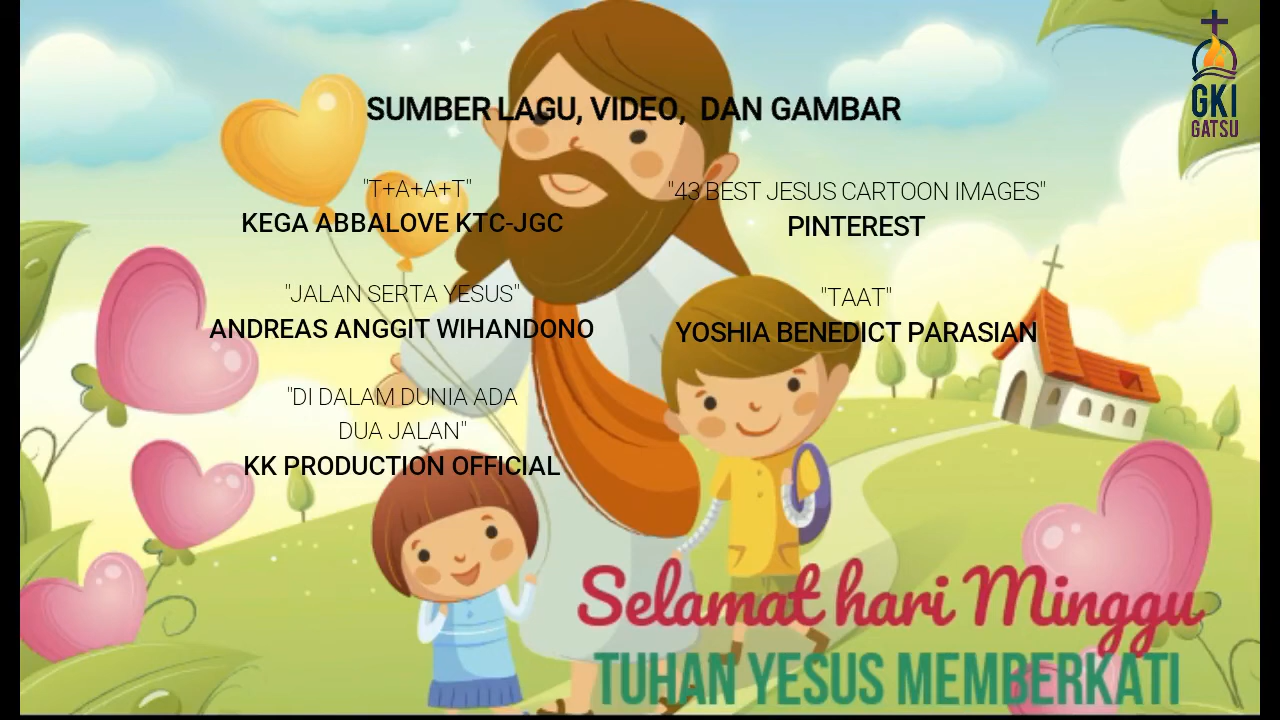 SUMBER LAGU, VIDEO, DAN GAMBAR
"T+A+A+T"
KEGA ABBALOVE KTC-JGC
"JALAN SERTA YESUS"
ANDREAS ANGGIT WIHANDONO
"DI DALAM DUNIA ADA
DUA JALAN"
KK PRODUCTION OFFICIAL
"43 BEST JESUS CARTOON IMAGES"
PINTEREST
"TAAT"
YOSHIA BENEDICT PARASIAN
GKI
GATSU
Selamat hari Minggu
TUHAN YESUS MEMBERKATI